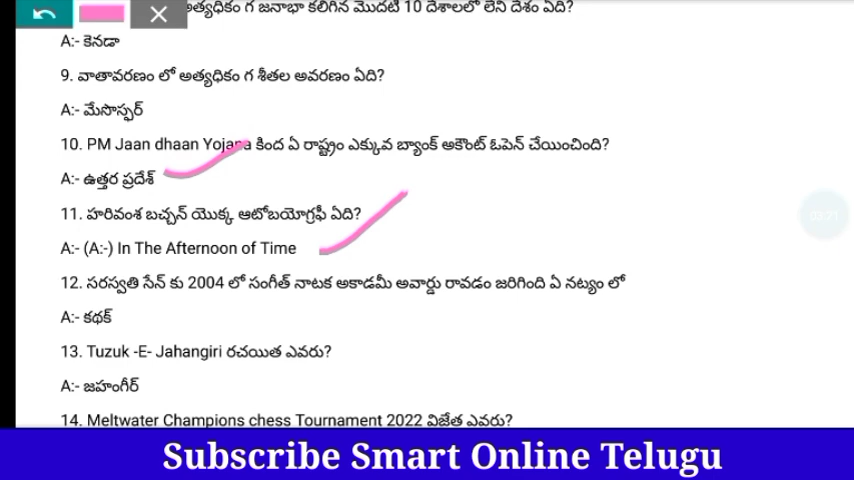 అత్యధికం గ జనాభా కలిగిన మొదటి 10 దేశాలలో లేని దేశం ఏది?
A:- కెనడా
9. వాతావరణం లో అత్యధికం గ శీతల అవరణం ఏది?
A:- మేసొస్ఫర్
10. PM Jaan dhaan Yojana కింద ఏ రాష్ట్రం ఎక్కువ బ్యాంక్ అకౌంట్ ఓపెన్ చేయించింది?
A:- ఉత్తర ప్రదేశ్
11. హరివంశ బచ్చన్ యొక్క ఆటోబయోగ్రఫీ ఏది?
A:- (A:-) In The Afternoon of Time
12. సరస్వతి సేన్ కు 2004 లో సంగీత్ నాటక అకాడమీ అవార్డు రావడం జరిగింది ఏ నట్యం లో
A:- కథక్
13. Tuzuk -E- Jahangiri రచయిత ఎవరు?
A:- జహంగీర్
14. Meltwater Champions chess Tournament 2022 విజేత ఎవరు?
Subscribe Smart Online Telugu